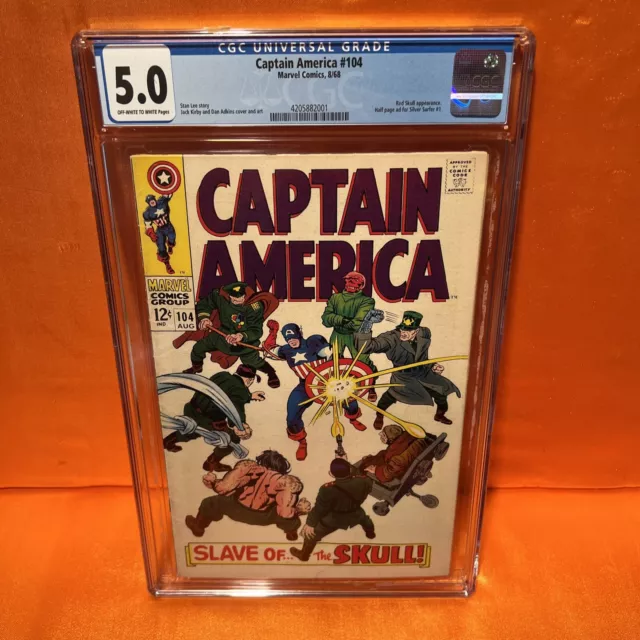 CGC UNIVERSAL GRADE
5.0
OFF-WHITE TO WHITE Pages
Captain America #104
Marvel Comics, 8/68
Stan Lee story
Jack Kirby and Dan Adkins cover and art
4205882001
Red Skull appearance.
Half page ad for Silver Surfer #1.
CGC
APPROVED
BY THE
COMICS
CODE
AUTHORITY
CAPTAIN
AMERICA
TM
MARVEL
COMICS
GROUP
12¢
IND
104
AUG
SLAVE OF... The SKULL!